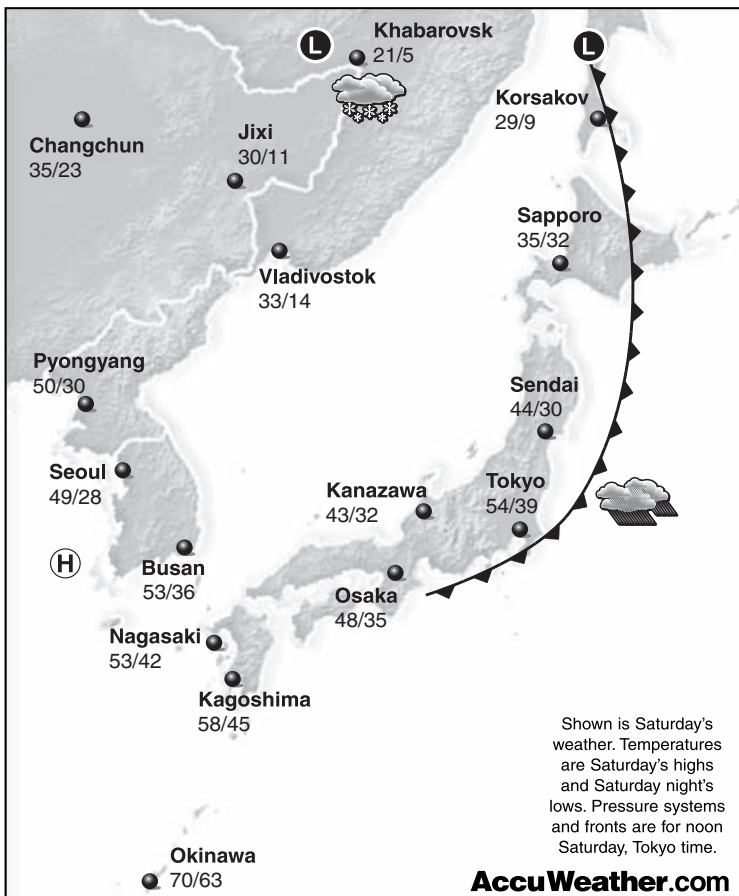 L
Khabarovsk
21/5
L
Korsakov
29/9
Changchun
35/23
Jixi
30/11
Sapporo
35/32
Vladivostok
33/14
Pyongyang
50/30
Sendai
44/30
Seoul
49/28
Kanazawa
43/32
Tokyo
54/39
H
Busan
53/36
Osaka
48/35
Nagasaki
53/42
Kagoshima
58/45
Shown is Saturday's
weather. Temperatures
are Saturday's highs
and Saturday night's
lows. Pressure systems
and fronts are for noon
Saturday, Tokyo time.
Okinawa
70/63
AccuWeather.com